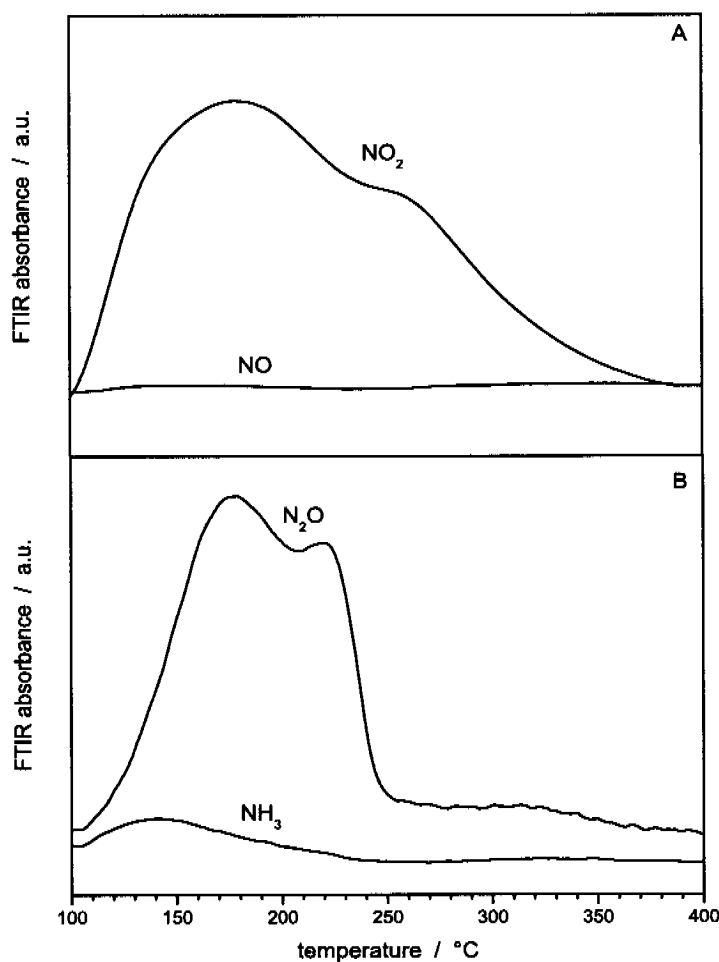 A
FTIR absorbance / a.u.
NO₂
NO
B
FTIR absorbance / a.u.
N₂O
NH₃
100 150 200 250 300 350 400
temperature / °C